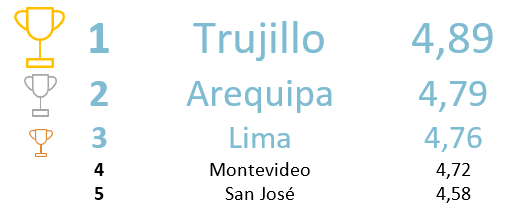 1 Trujillo 4,89
2 Arequipa 4,79
3 Lima 4,76
4 Montevideo 4,72
5 San José 4,58